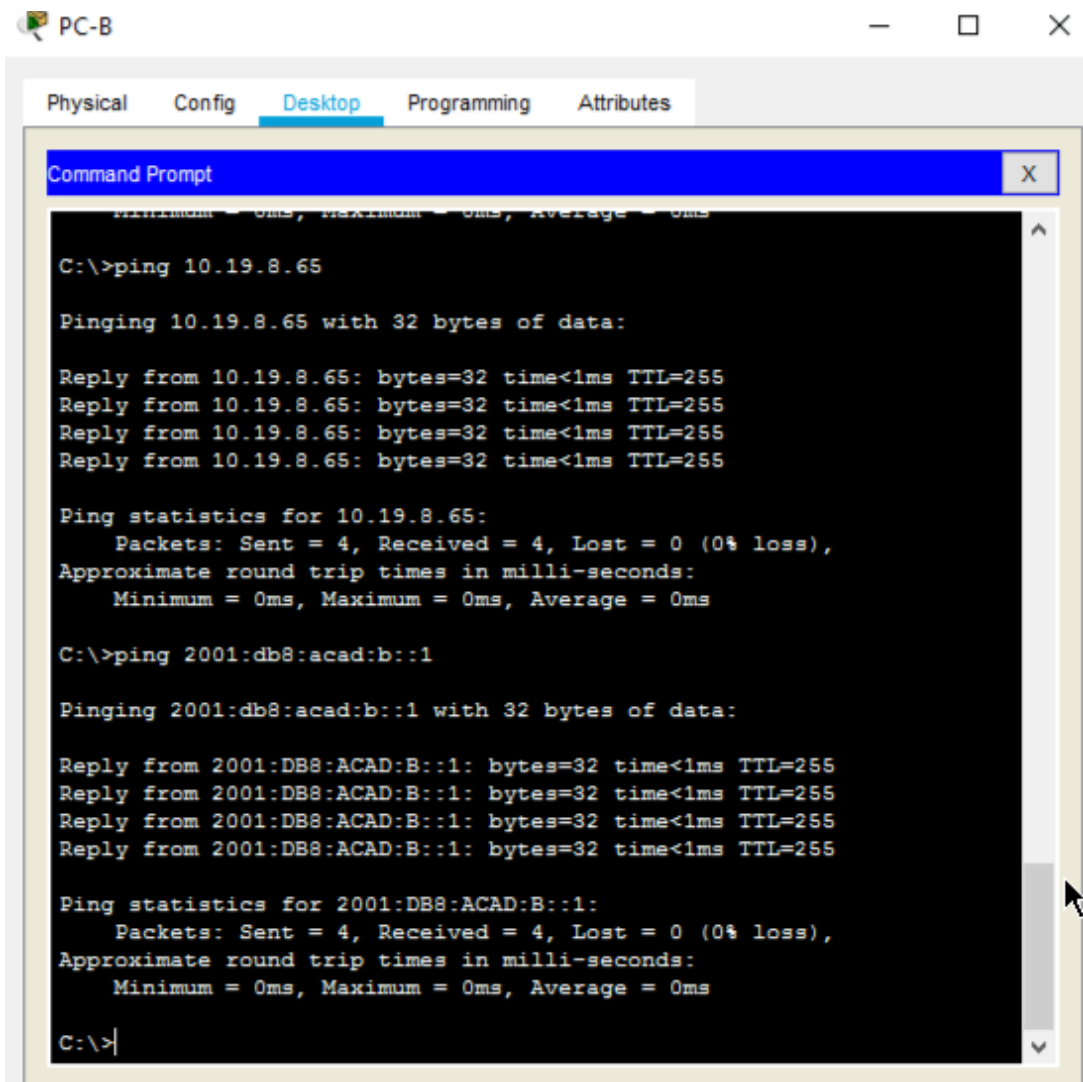 PC-B
Physical Config Desktop Programming Attributes
Command Prompt
X
Minimum = 0ms, Maximum = 0ms, Average = 0ms
C:\>ping 10.19.8.65
Pinging 10.19.8.65 with 32 bytes of data:
Reply from 10.19.8.65: bytes=32 time<1ms TTL=255
Reply from 10.19.8.65: bytes=32 time<1ms TTL=255
Reply from 10.19.8.65: bytes=32 time<1ms TTL=255
Reply from 10.19.8.65: bytes=32 time<1ms TTL=255
Ping statistics for 10.19.8.65:
Packets: Sent = 4, Received = 4, Lost = 0 (0% loss),
Approximate round trip times in milli-seconds:
Minimum = 0ms, Maximum = 0ms, Average = 0ms
C:\>ping 2001:db8:acad:b::1
Pinging 2001:db8:acad:b::1 with 32 bytes of data:
Reply from 2001:DB8:ACAD:B::1: bytes=32 time<1ms TTL=255
Reply from 2001:DB8:ACAD:B::1: bytes=32 time<1ms TTL=255
Reply from 2001:DB8:ACAD:B::1: bytes=32 time<1ms TTL=255
Reply from 2001:DB8:ACAD:B::1: bytes=32 time<1ms TTL=255
Ping statistics for 2001:DB8:ACAD:B::1:
Packets: Sent = 4, Received = 4, Lost = 0 (0% loss),
Approximate round trip times in milli-seconds:
Minimum = 0ms, Maximum = 0ms, Average = 0ms
C:\>